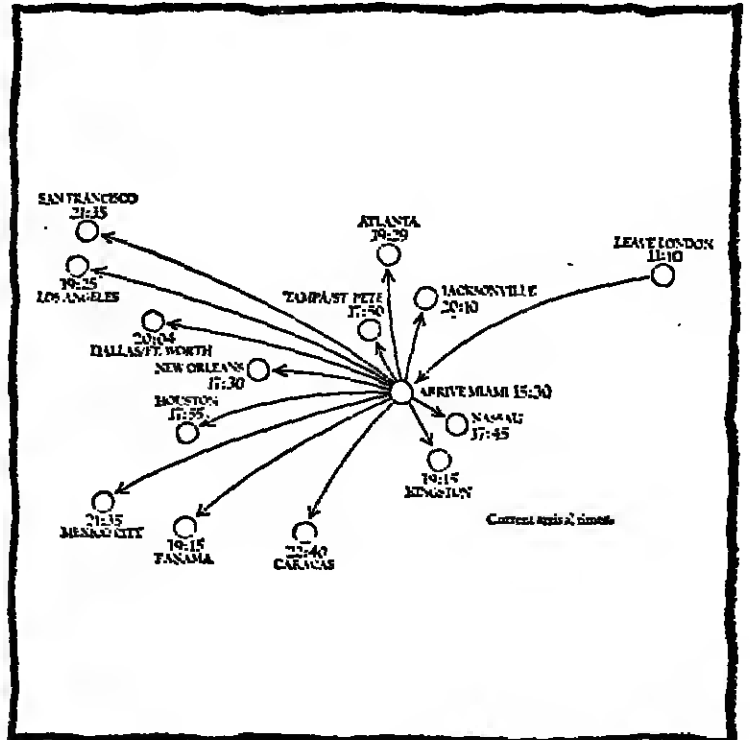 SAN FRANCISCO
21:35
19:25
LOS ANGELES
20:04
DALLAS/FT. WORTH
NEW ORLEANS
17:30
HOUSTON
17:55
21:35
MEXICO CITY
19:15
PANAMA
22:40
CARACAS
ATLANTA
19:29
TAMPA/ST. PETE
17:50
JACKSONVILLE
20:10
LEAVE LONDON
11:10
ARRIVE MIAMI 15:30
NASSAU
17:45
19:15
KINGSTON
Current arrival times